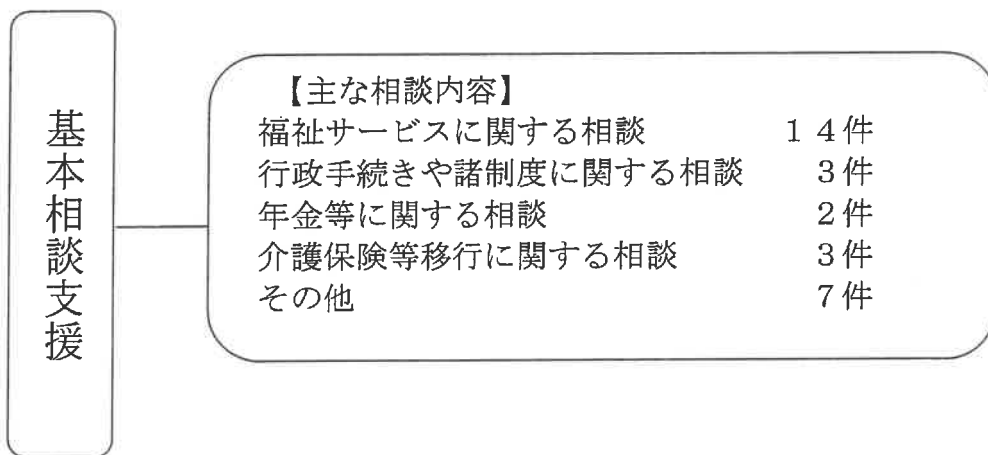 基本相談支援
【主な相談内容】
福祉サービスに関する相談 14件
行政手続きや諸制度に関する相談 3件
年金等に関する相談 2件
介護保険等移行に関する相談 3件
その他 7件